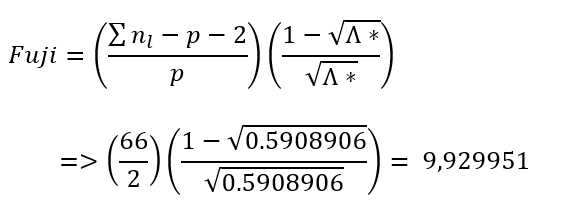 Fuji = ((∑ n_l − p − 2) / p) ((1 − √Λ ∗) / √Λ ∗)
=> (66 / 2) ((1 − √0.5908906) / √0.5908906) = 9,929951